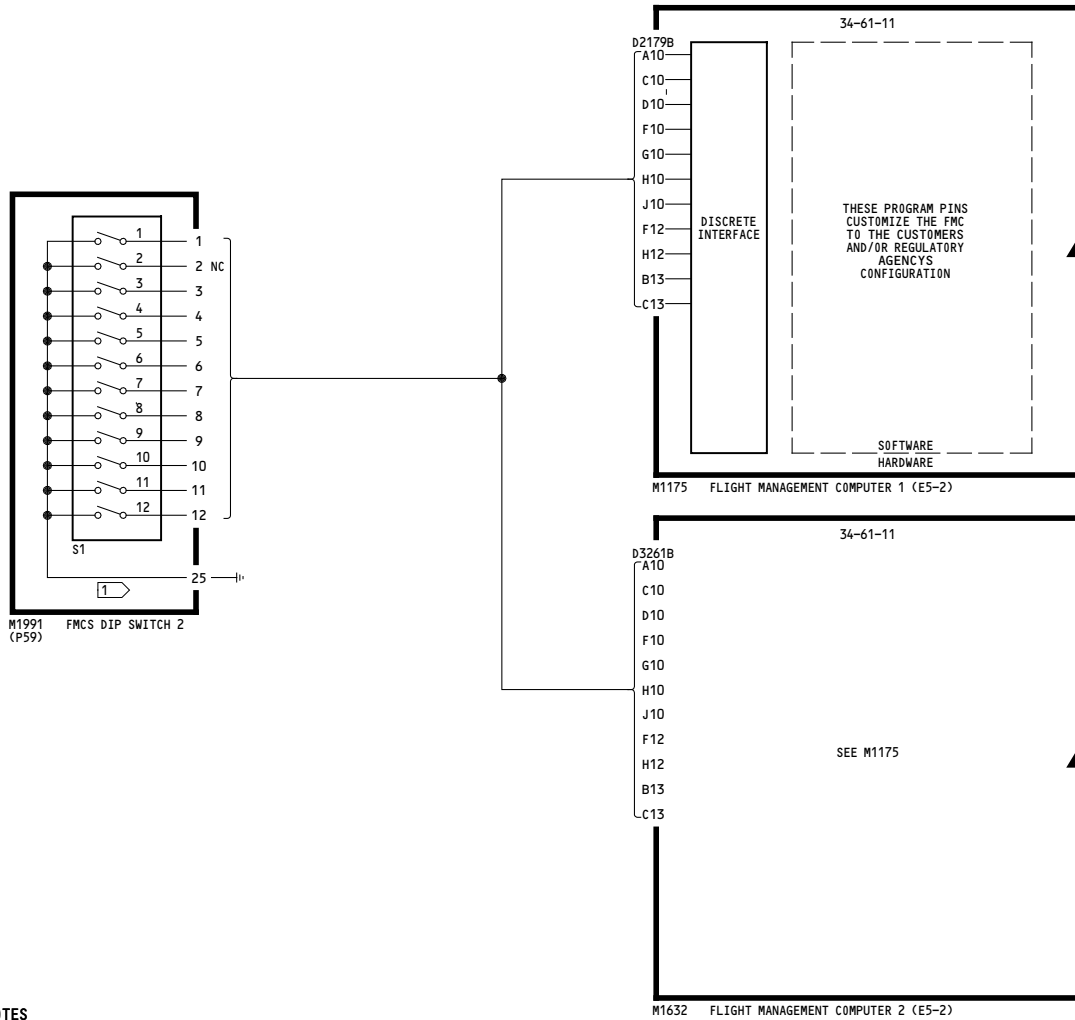 34-61-11
D2179B
A10
C10
D10
F10
G10
H10
J10
F12
H12
B13
C13
DISCRETE
INTERFACE
THESE PROGRAM PINS
CUSTOMIZE THE FMC
TO THE CUSTOMERS
AND/OR REGULATORY
AGENCYS
CONFIGURATION
SOFTWARE
HARDWARE
M1175 FLIGHT MANAGEMENT COMPUTER 1 (E5-2)
1 1
2 2 NC
3 3
4 4
5 5
6 6
7 7
8 8
9 9
10 10
11 11
12 12
S1
25
1
M1991 FMCS DIP SWITCH 2
(P59)
34-61-11
D3261B
A10
C10
D10
F10
G10
H10
J10
F12
H12
B13
C13
SEE M1175
M1632 FLIGHT MANAGEMENT COMPUTER 2 (E5-2)
OTES